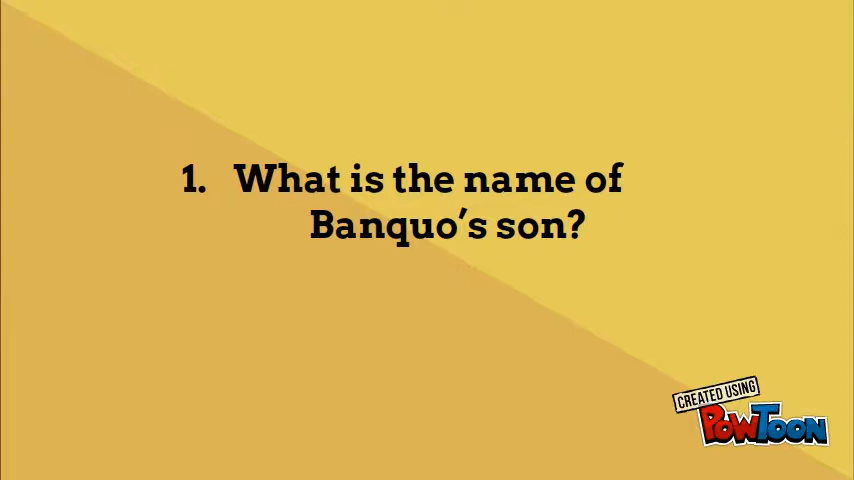 1. What is the name of
Banquo’s son?
CREATED USING
POWTOON